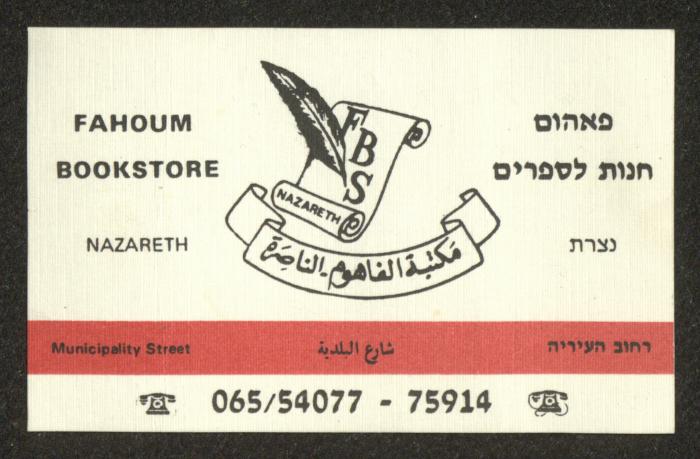 FAHOUM
BOOKSTORE
NAZARETH
FBS
NAZARETH
مكتبة الفاهوم - الناصرة
פאהום
חנות לספרים
נצרת
Municipality Street
شارع البلدية
רחוב העיריה
065/54077 - 75914